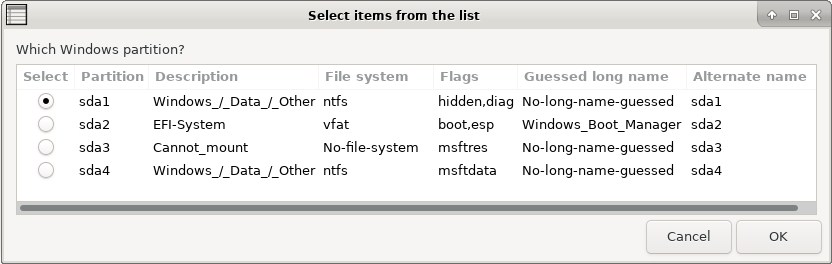 Select items from the list
Which Windows partition?
Select Partition Description File system Flags Guessed long name Alternate name
sda1 Windows_/_Data_/_Other ntfs hidden,diag No-long-name-guessed sda1
sda2 EFI-System vfat boot,esp Windows_Boot_Manager sda2
sda3 Cannot_mount No-file-system msftres No-long-name-guessed sda3
sda4 Windows_/_Data_/_Other ntfs msftdata No-long-name-guessed sda4
Cancel OK